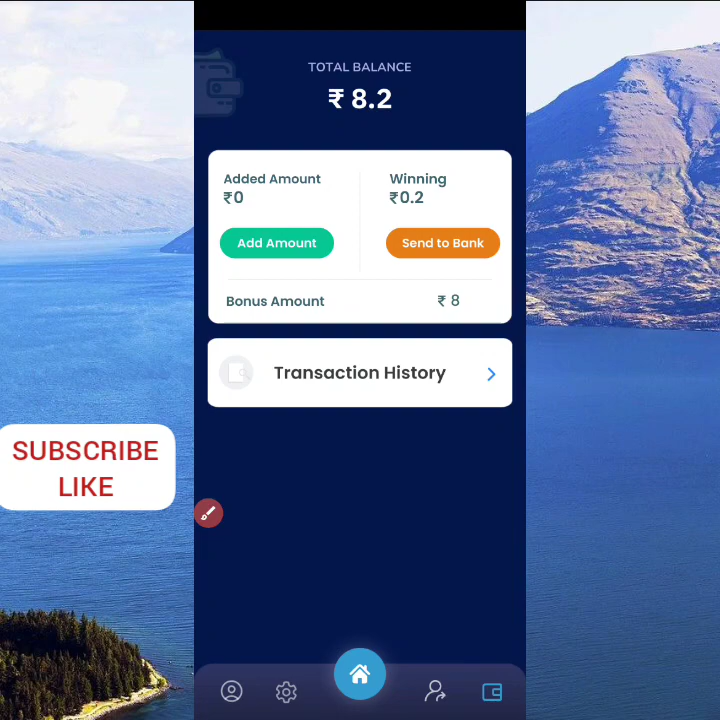 TOTAL BALANCE
₹ 8.2
Added Amount
₹0
Add Amount
Winning
₹0.2
Send to Bank
Bonus Amount ₹ 8
Transaction History
SUBSCRIBE
LIKE